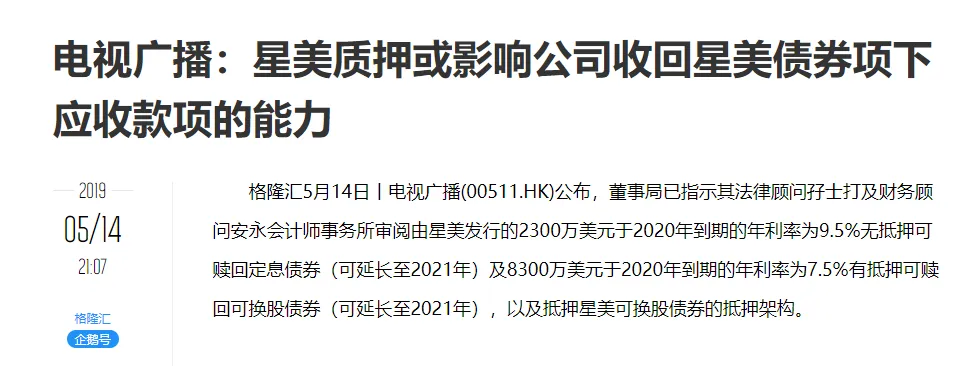 电视广播：星美质押或影响公司收回星美债券项下
应收款项的能力
2019
05/14
21:07
格隆汇
企鹅号
格隆汇5月14日丨电视广播(00511.HK)公布，董事局已指示其法律顾问孖士打及财务顾
问安永会计师事务所审阅由星美发行的2300万美元于2020年到期的年利率为9.5%无抵押可
赎回定息债券（可延长至2021年）及8300万美元于2020年到期的年利率为7.5%有抵押可赎
回可换股债券（可延长至2021年），以及抵押星美可换股债券的抵押架构。